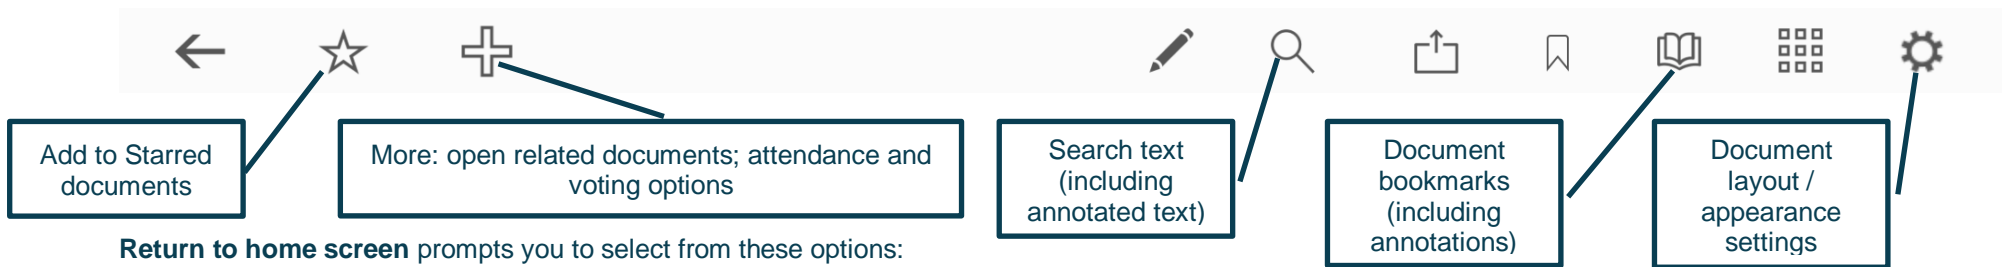 Add to Starred
documents
More: open related documents; attendance and
voting options
Search text
(including
annotated text)
Document
bookmarks
(including
annotations)
Document
layout /
appearance
settings
Return to home screen prompts you to select from these options: